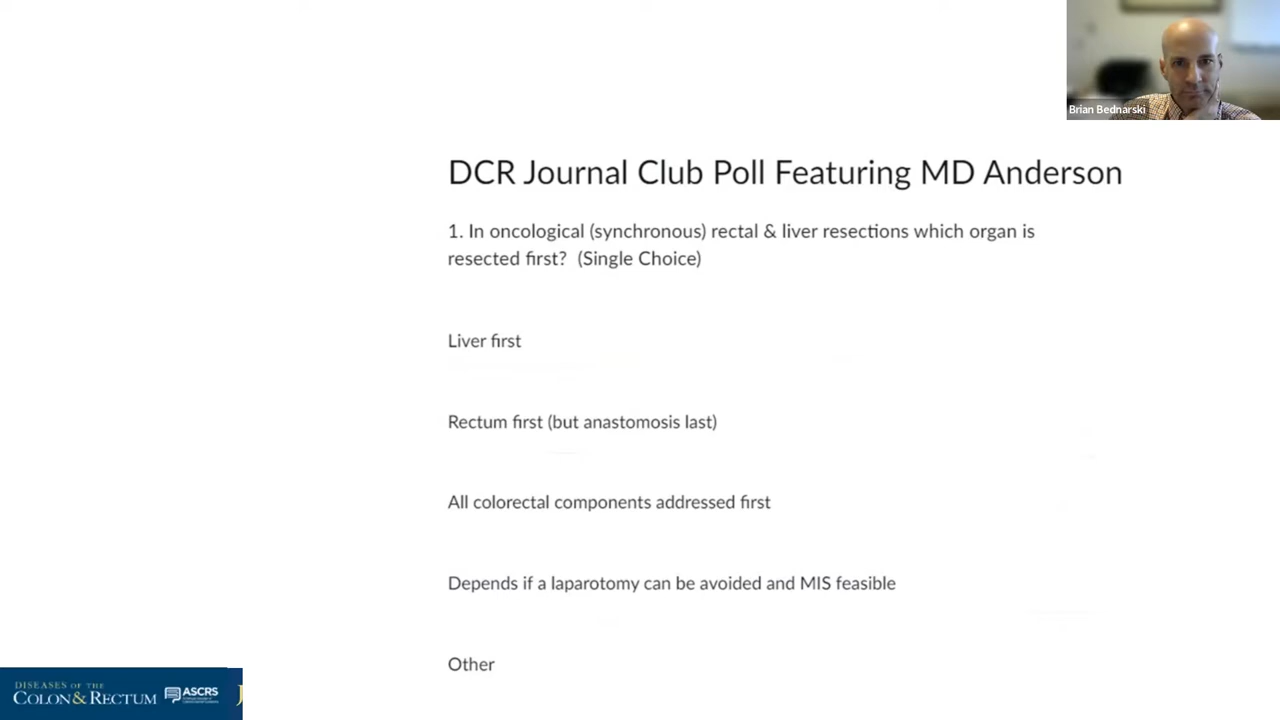 Brian Bednarski
DCR Journal Club Poll Featuring MD Anderson
1. In oncological (synchronous) rectal & liver resections which organ is
resected first? (Single Choice)
Liver first
Rectum first (but anastomosis last)
All colorectal components addressed first
Depends if a laparotomy can be avoided and MIS feasible
Other
DISEASES OF THE
COLON & RECTUM
ASCRS